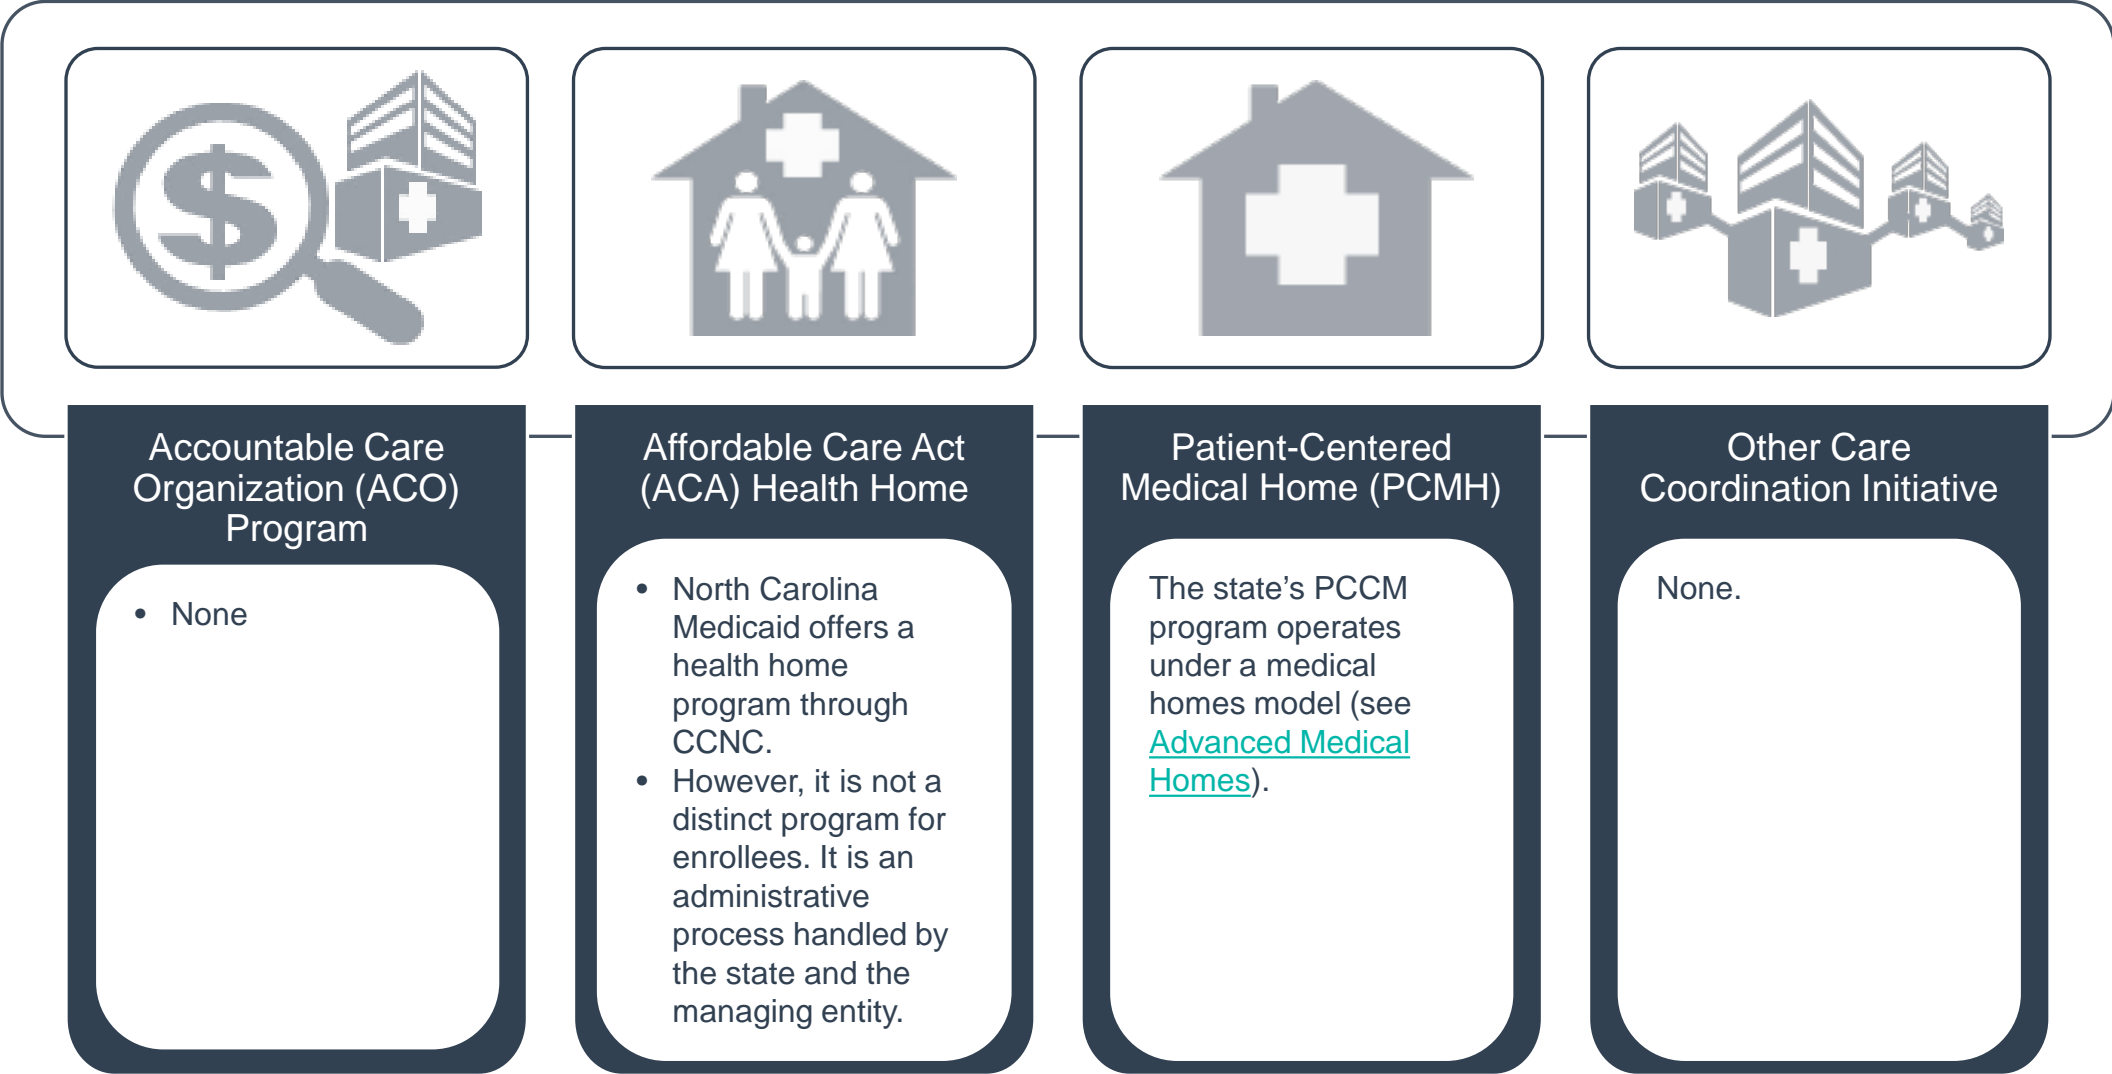 Accountable Care
Organization (ACO)
Program
• None
Affordable Care Act
(ACA) Health Home
• North Carolina
Medicaid offers a
health home
program through
CCNC.
• However, it is not a
distinct program for
enrollees. It is an
administrative
process handled by
the state and the
managing entity.
Patient-Centered
Medical Home (PCMH)
The state’s PCCM
program operates
under a medical
homes model (see
Advanced Medical
Homes).
Other Care
Coordination Initiative
None.